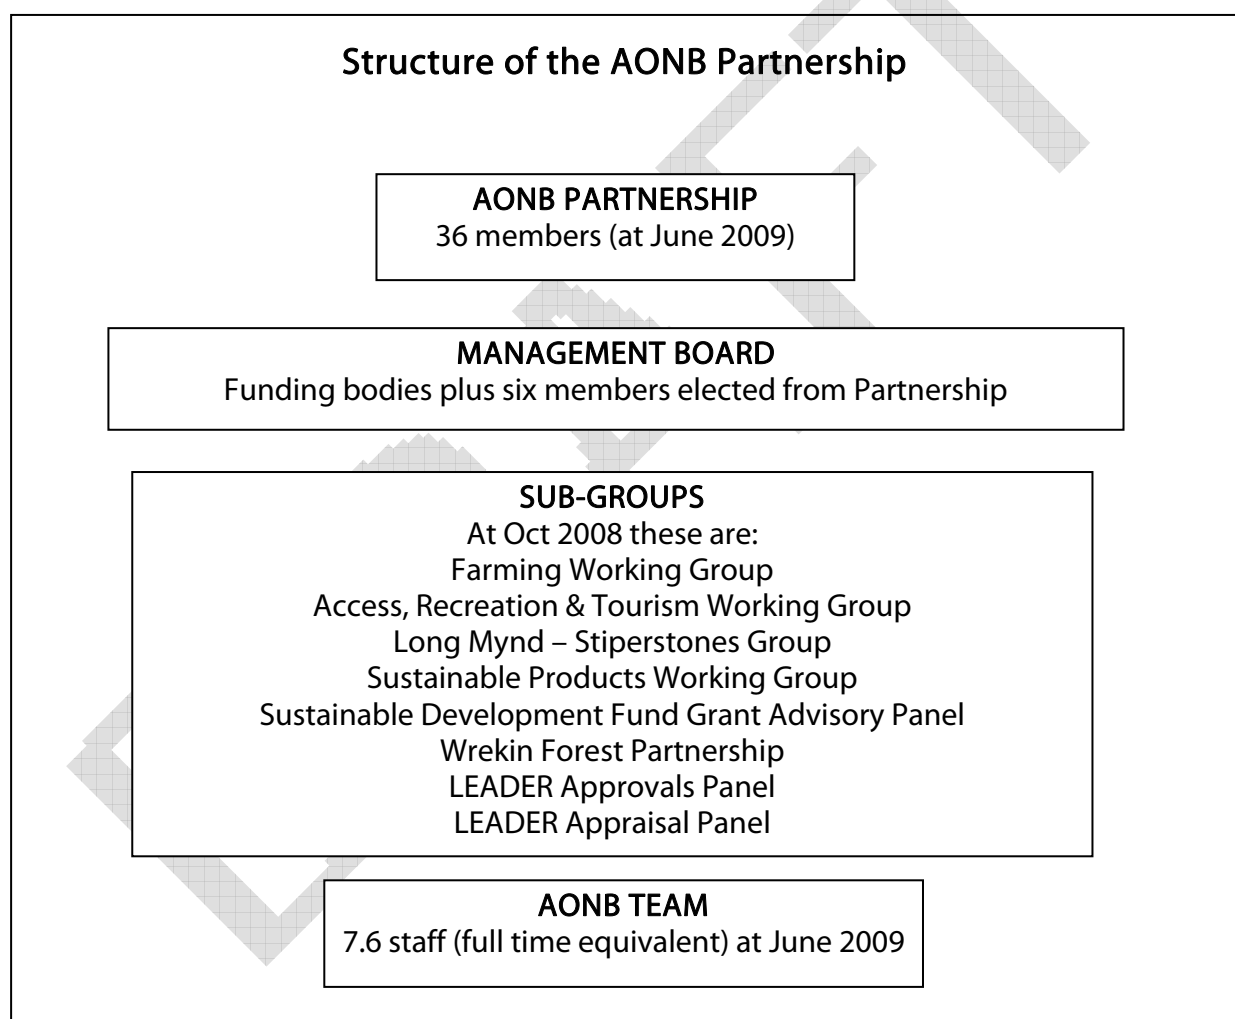 Structure of the AONB Partnership
AONB PARTNERSHIP
36 members (at June 2009)
MANAGEMENT BOARD
Funding bodies plus six members elected from Partnership
SUB-GROUPS
At Oct 2008 these are:
Farming Working Group
Access, Recreation & Tourism Working Group
Long Mynd – Stiperstones Group
Sustainable Products Working Group
Sustainable Development Fund Grant Advisory Panel
Wrekin Forest Partnership
LEADER Approvals Panel
LEADER Appraisal Panel
AONB TEAM
7.6 staff (full time equivalent) at June 2009
DRAFT